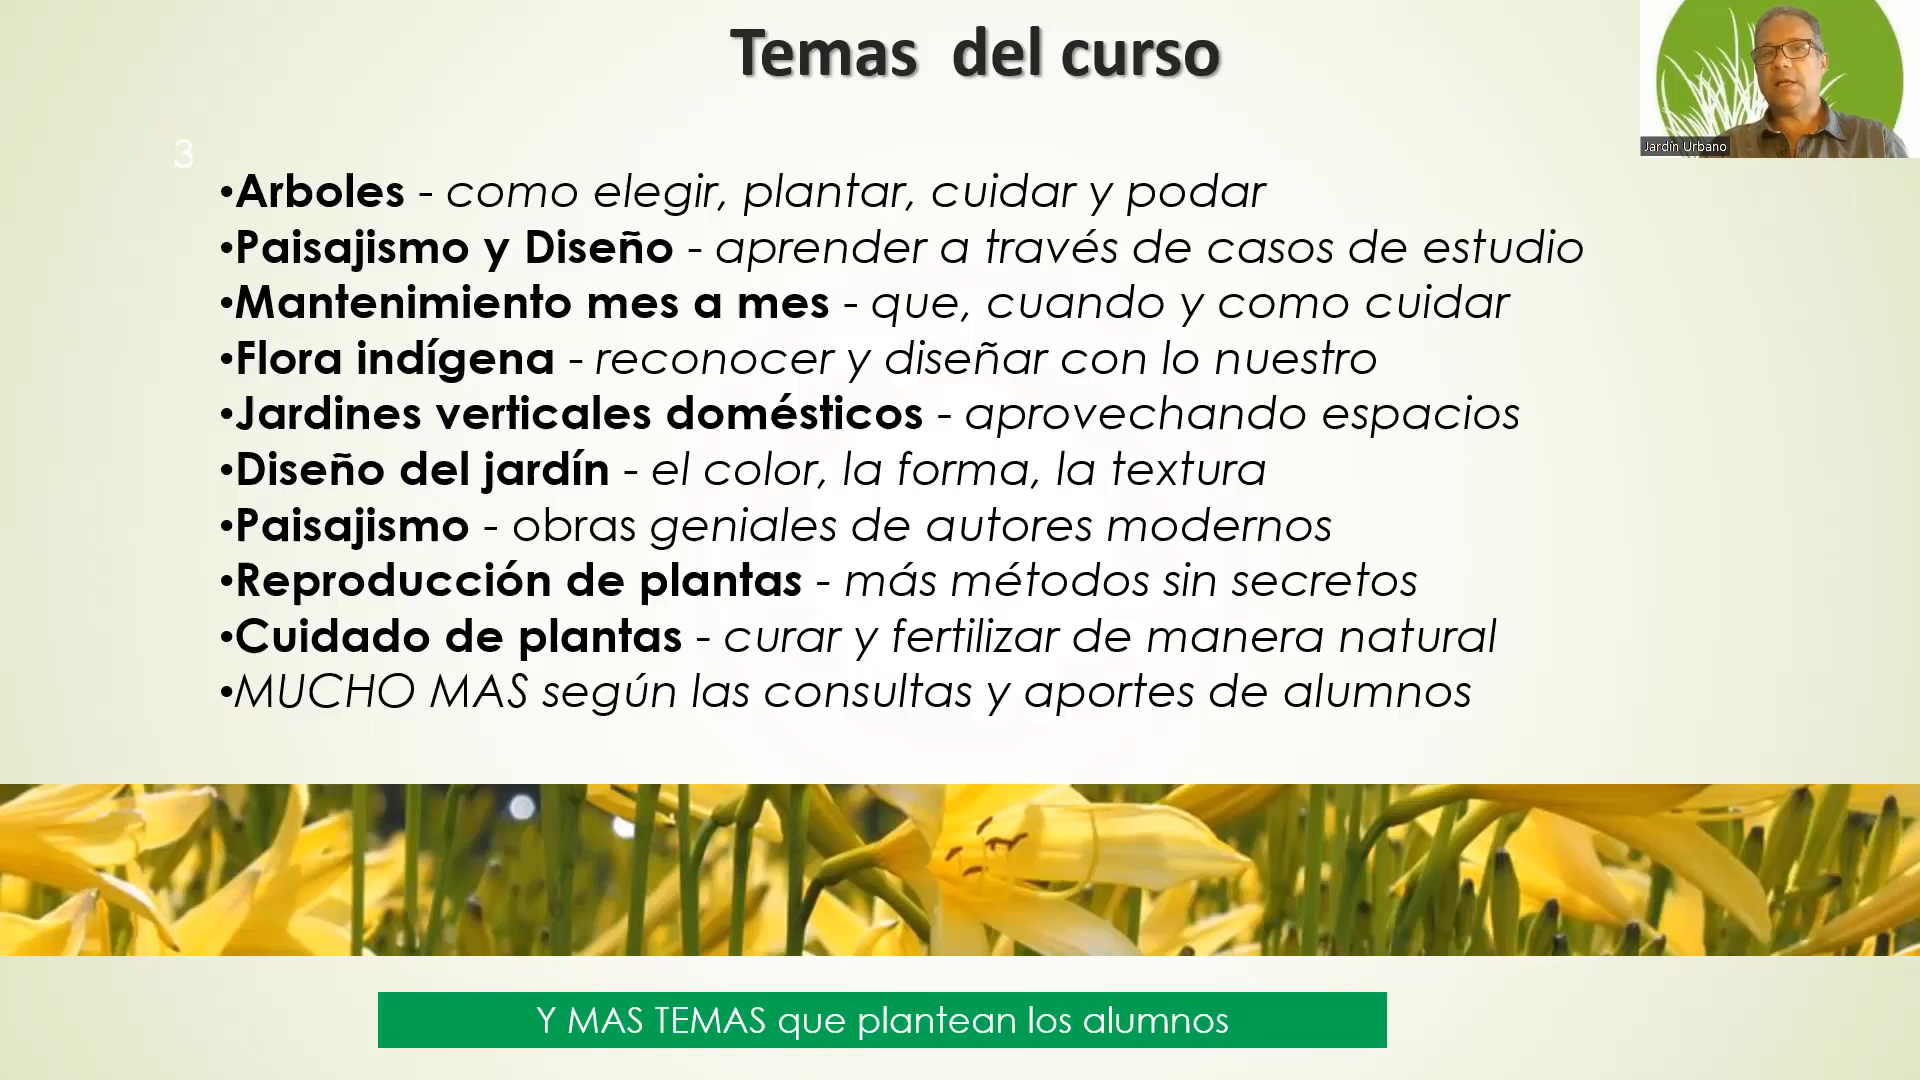 Temas del curso
Jardín Urbano
3
•Arboles - como elegir, plantar, cuidar y podar
•Paisajismo y Diseño - aprender a través de casos de estudio
•Mantenimiento mes a mes - que, cuando y como cuidar
•Flora indígena - reconocer y diseñar con lo nuestro
•Jardines verticales domésticos - aprovechando espacios
•Diseño del jardín - el color, la forma, la textura
•Paisajismo - obras geniales de autores modernos
•Reproducción de plantas - más métodos sin secretos
•Cuidado de plantas - curar y fertilizar de manera natural
•MUCHO MAS según las consultas y aportes de alumnos
Y MAS TEMAS que plantean los alumnos